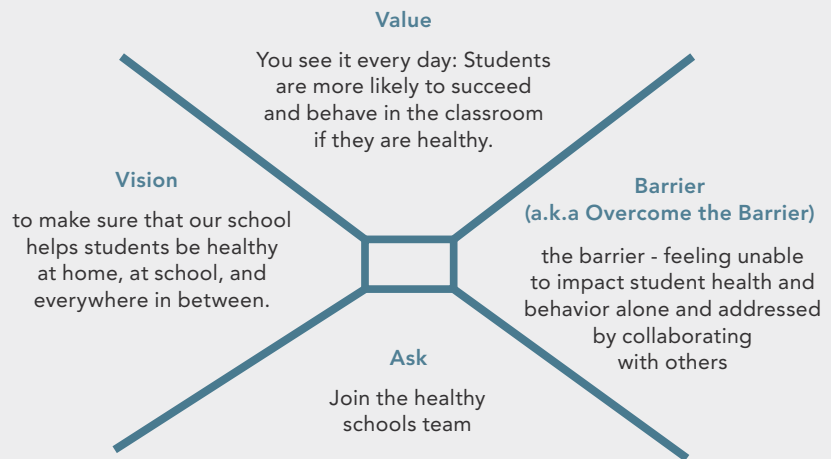 Value
You see it every day: Students
are more likely to succeed
and behave in the classroom
if they are healthy.
Vision
to make sure that our school
helps students be healthy
at home, at school, and
everywhere in between.
Barrier
(a.k.a Overcome the Barrier)
the barrier - feeling unable
to impact student health and
behavior alone and addressed
by collaborating
with others
Ask
Join the healthy
schools team